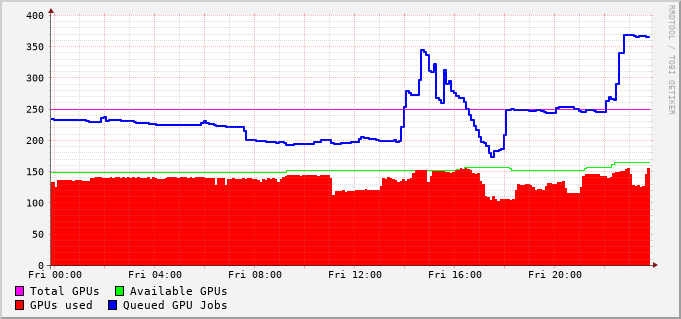 400
350
300
250
200
150
100
50
0
Fri 00:00 Fri 04:00 Fri 08:00 Fri 12:00 Fri 16:00 Fri 20:00
Total GPUs Available GPUs
GPUs used Queued GPU Jobs
RRDTOOL / TOBI OETIKER